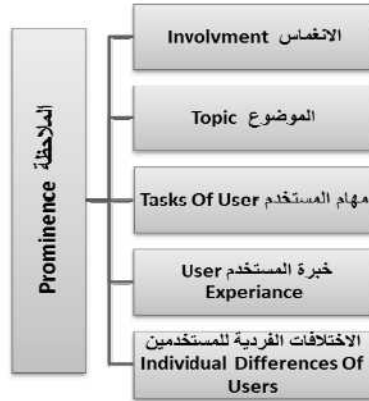 الملاحظة Prominence
الانغماس Involvment
الموضوع Topic
مهام المستخدم Tasks Of User
خبرة المستخدم User
Experiance
الاختلافات الفردية للمستخدمين
Individual Differences Of
Users